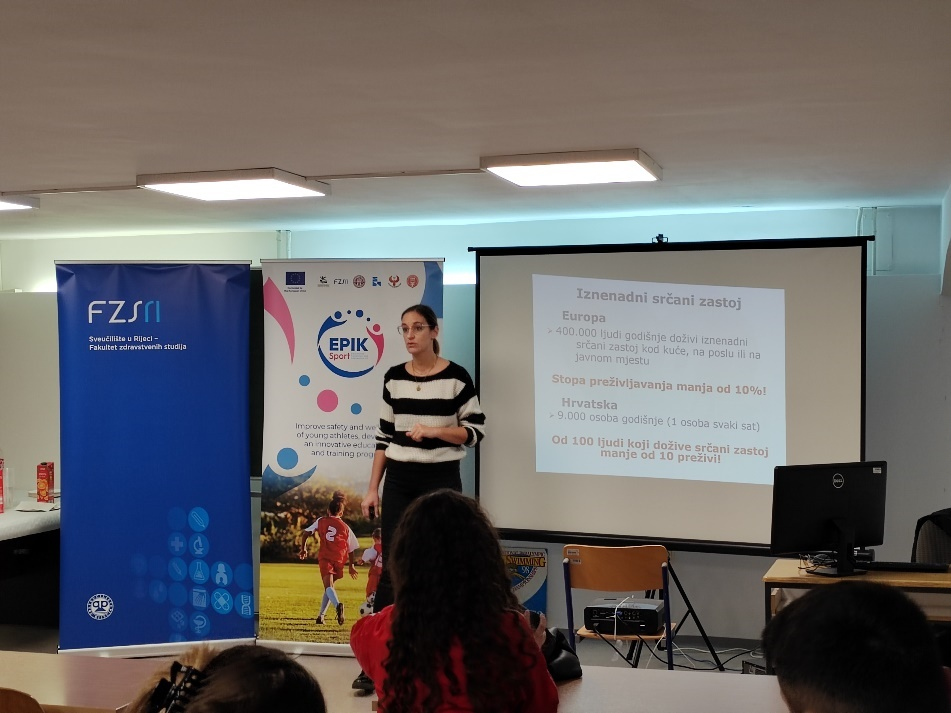 FZSRI
Sveučilište u Rijeci –
Fakultet zdravstvenih studija
FZSRI
EPIK
Sport
Improve safety and we
of young athletes, deve
an innovative educa
and training prog
2
Iznenadni srčani zastoj
Europa
➢ 400.000 ljudi godišnje doživi iznenadni
srčani zastoj kod kuće, na poslu ili na
javnom mjestu
Stopa preživljavanja manja od 10%!
Hrvatska
➢ 9.000 osoba godišnje (1 osoba svaki sat)
Od 100 ljudi koji dožive srčani zastoj
manje od 10 preživi!
DELL
SWIMMING